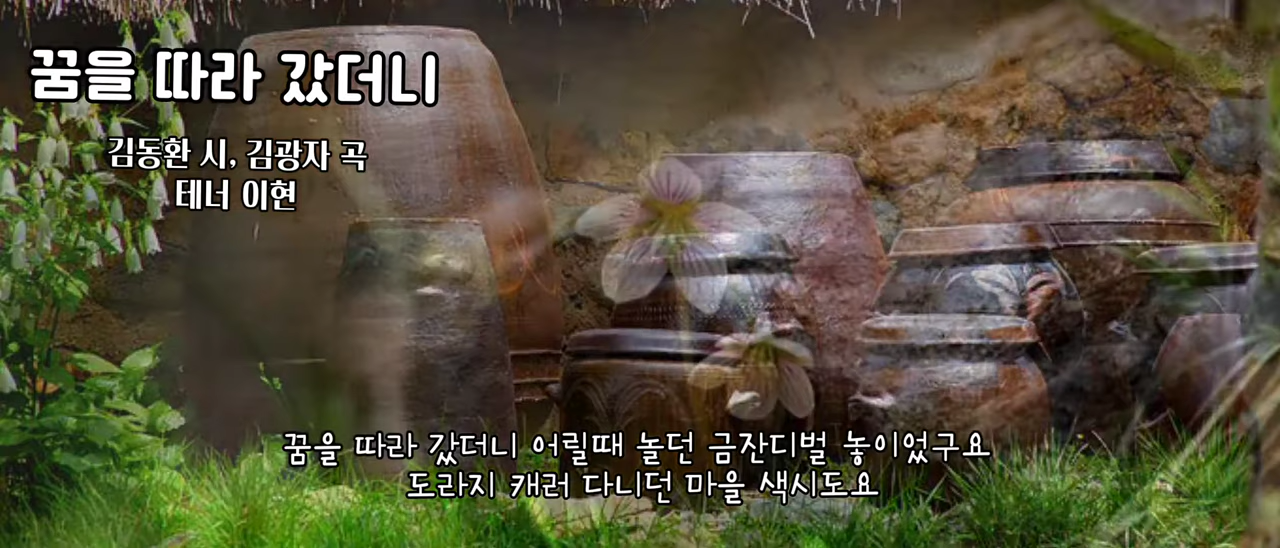 꿈을 따라 갔더니
김동환 시, 김광자 곡
테너 이현
꿈을 따라 갔더니 어릴때 놀던 금잔디벌 놓이었구요
도라지 캐러 다니던 마을 색시도요